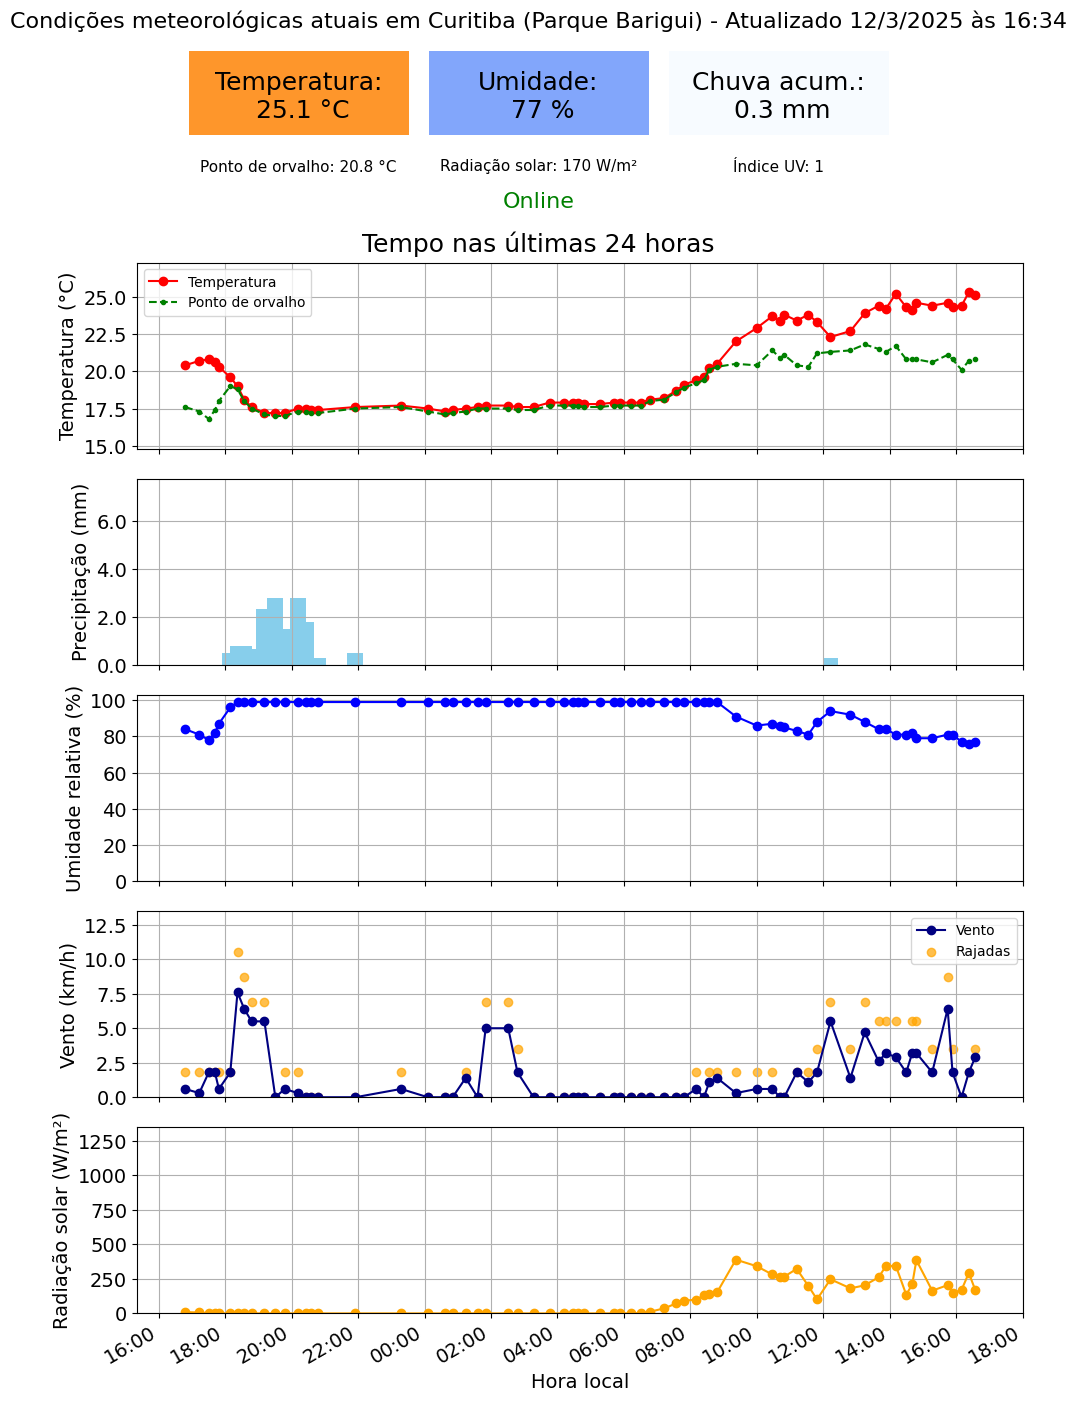 Condições meteorológicas atuais em Curitiba (Parque Barigui) - Atualizado 12/3/2025 às 16:34
Temperatura:
25.1 °C
Umidade:
77 %
Chuva acum.:
0.3 mm
Ponto de orvalho: 20.8 °C
Radiação solar: 170 W/m²
Índice UV: 1
Online
Tempo nas últimas 24 horas
Temperatura (°C)
25.0
22.5
20.0
17.5
15.0
Temperatura
Ponto de orvalho
Precipitação (mm)
6.0
4.0
2.0
0.0
Umidade relativa (%)
100
80
60
40
20
0
Vento (km/h)
12.5
10.0
7.5
5.0
2.5
0.0
Vento
Rajadas
Radiação solar (W/m²)
1250
1000
750
500
250
0
16:00
18:00
20:00
22:00
00:00
02:00
04:00
06:00
08:00
10:00
12:00
14:00
16:00
18:00
Hora local